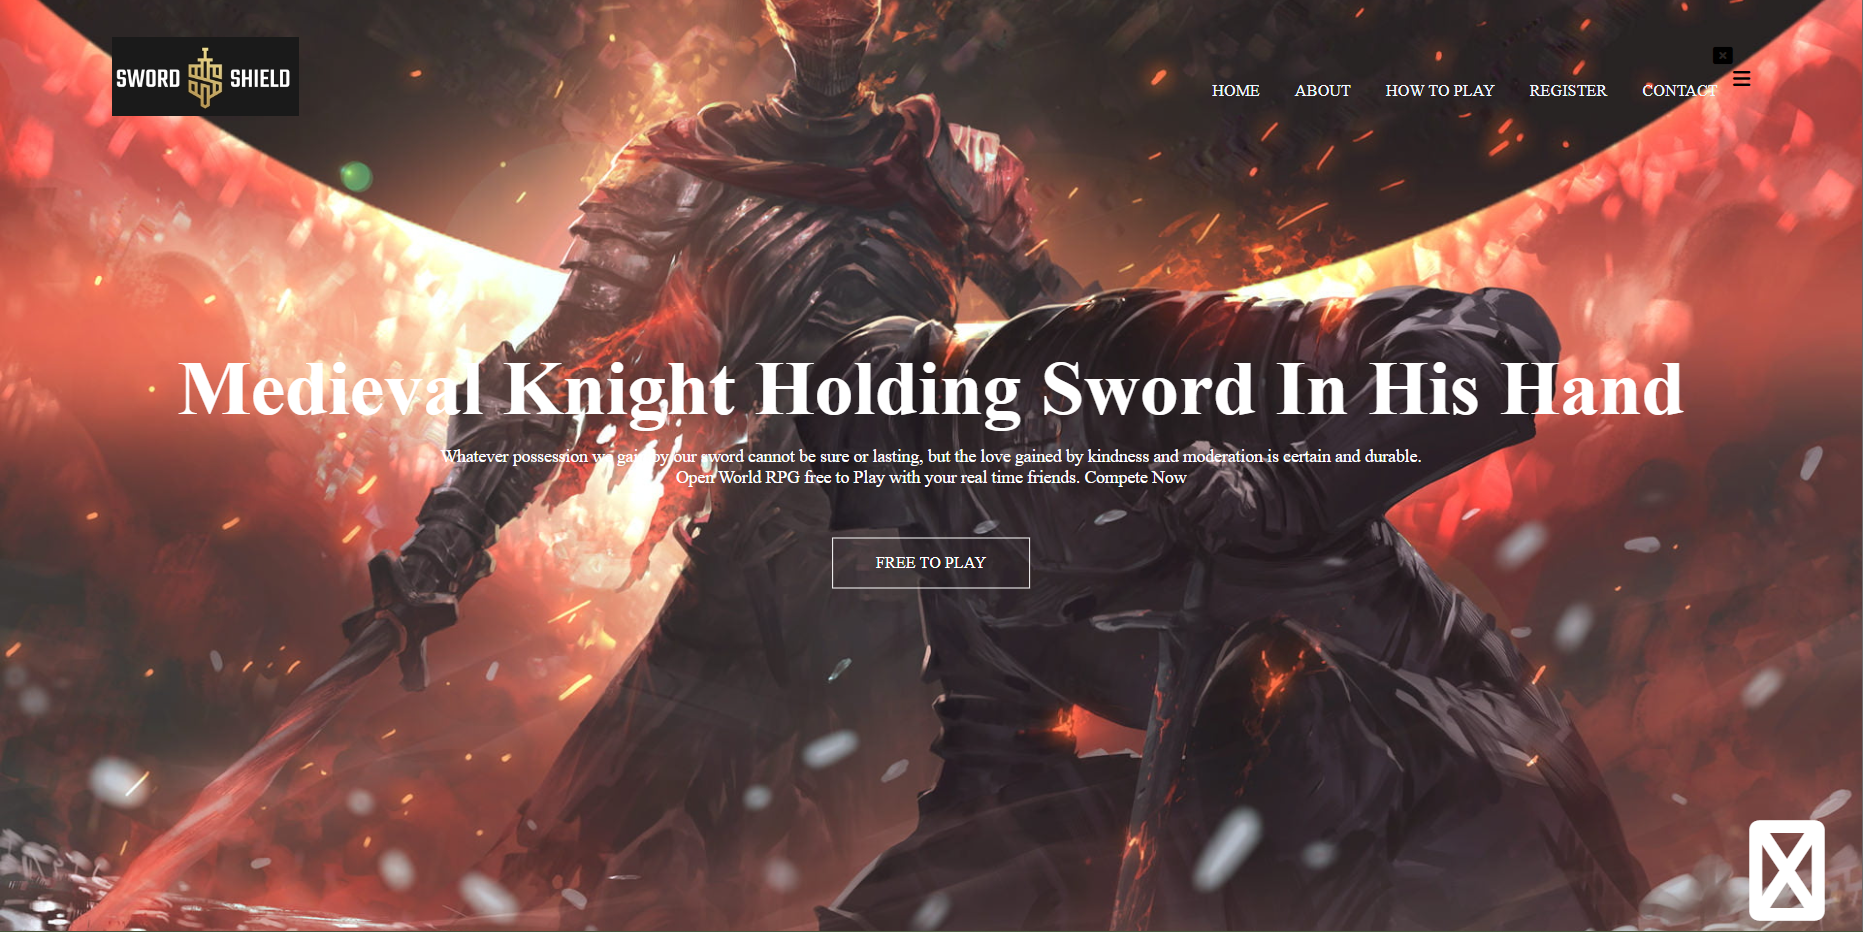 SWORD SHIELD
HOME ABOUT HOW TO PLAY REGISTER CONTACT
Medieval Knight Holding Sword In His Hand
Whatever possession we gain by our sword cannot be sure or lasting, but the love gained by kindness and moderation is certain and durable.
Open World RPG free to Play with your real time friends. Compete Now
FREE TO PLAY